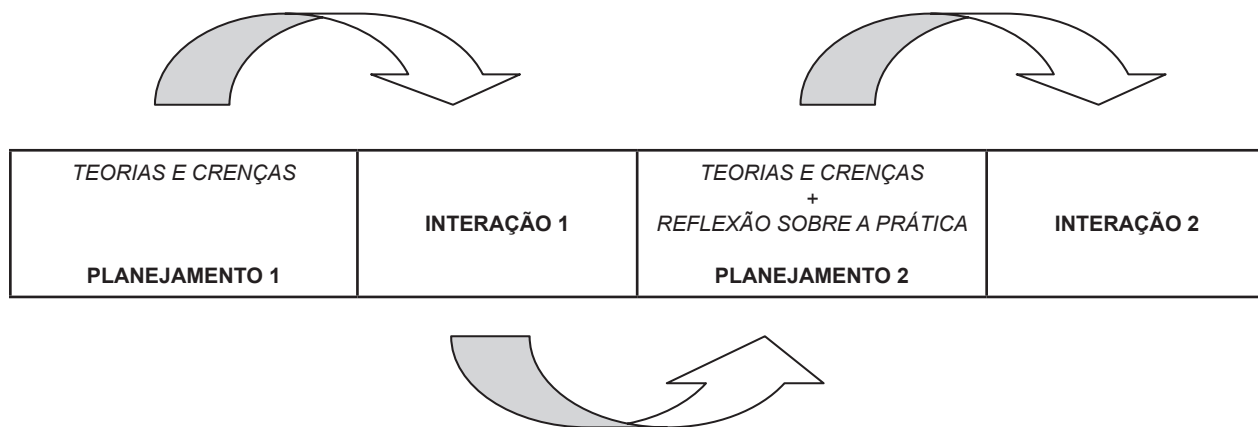 TEORIAS E CRENÇAS
PLANEJAMENTO 1
INTERAÇÃO 1
TEORIAS E CRENÇAS
+
REFLEXÃO SOBRE A PRÁTICA
PLANEJAMENTO 2
INTERAÇÃO 2